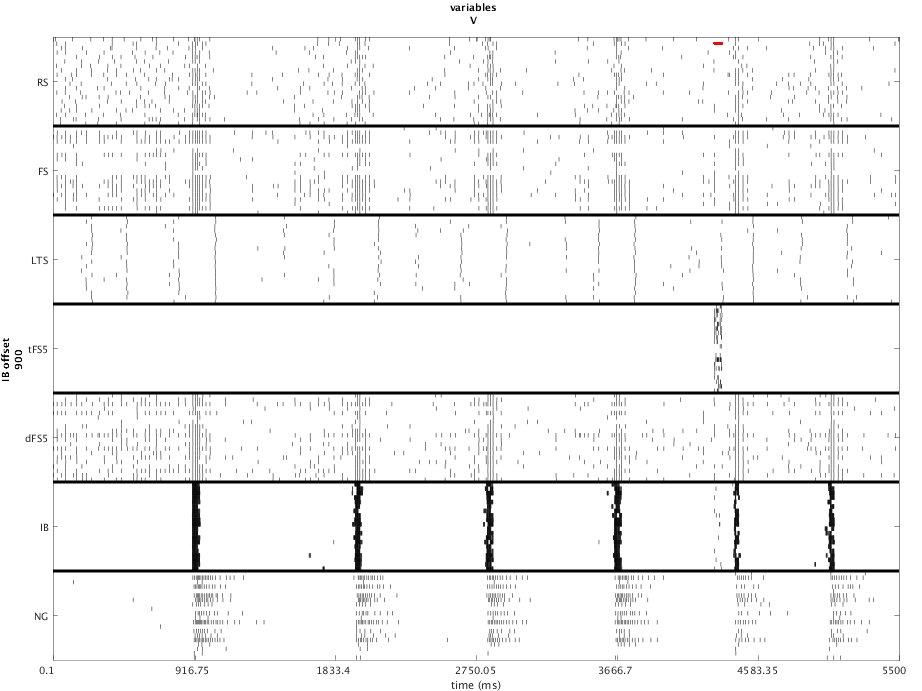 variables
V
RS
FS
LTS
tFS5
dFS5
IB
NG
IB offset
900
0.1
916.75
1833.4
2750.05
3666.7
4583.35
5500
time (ms)